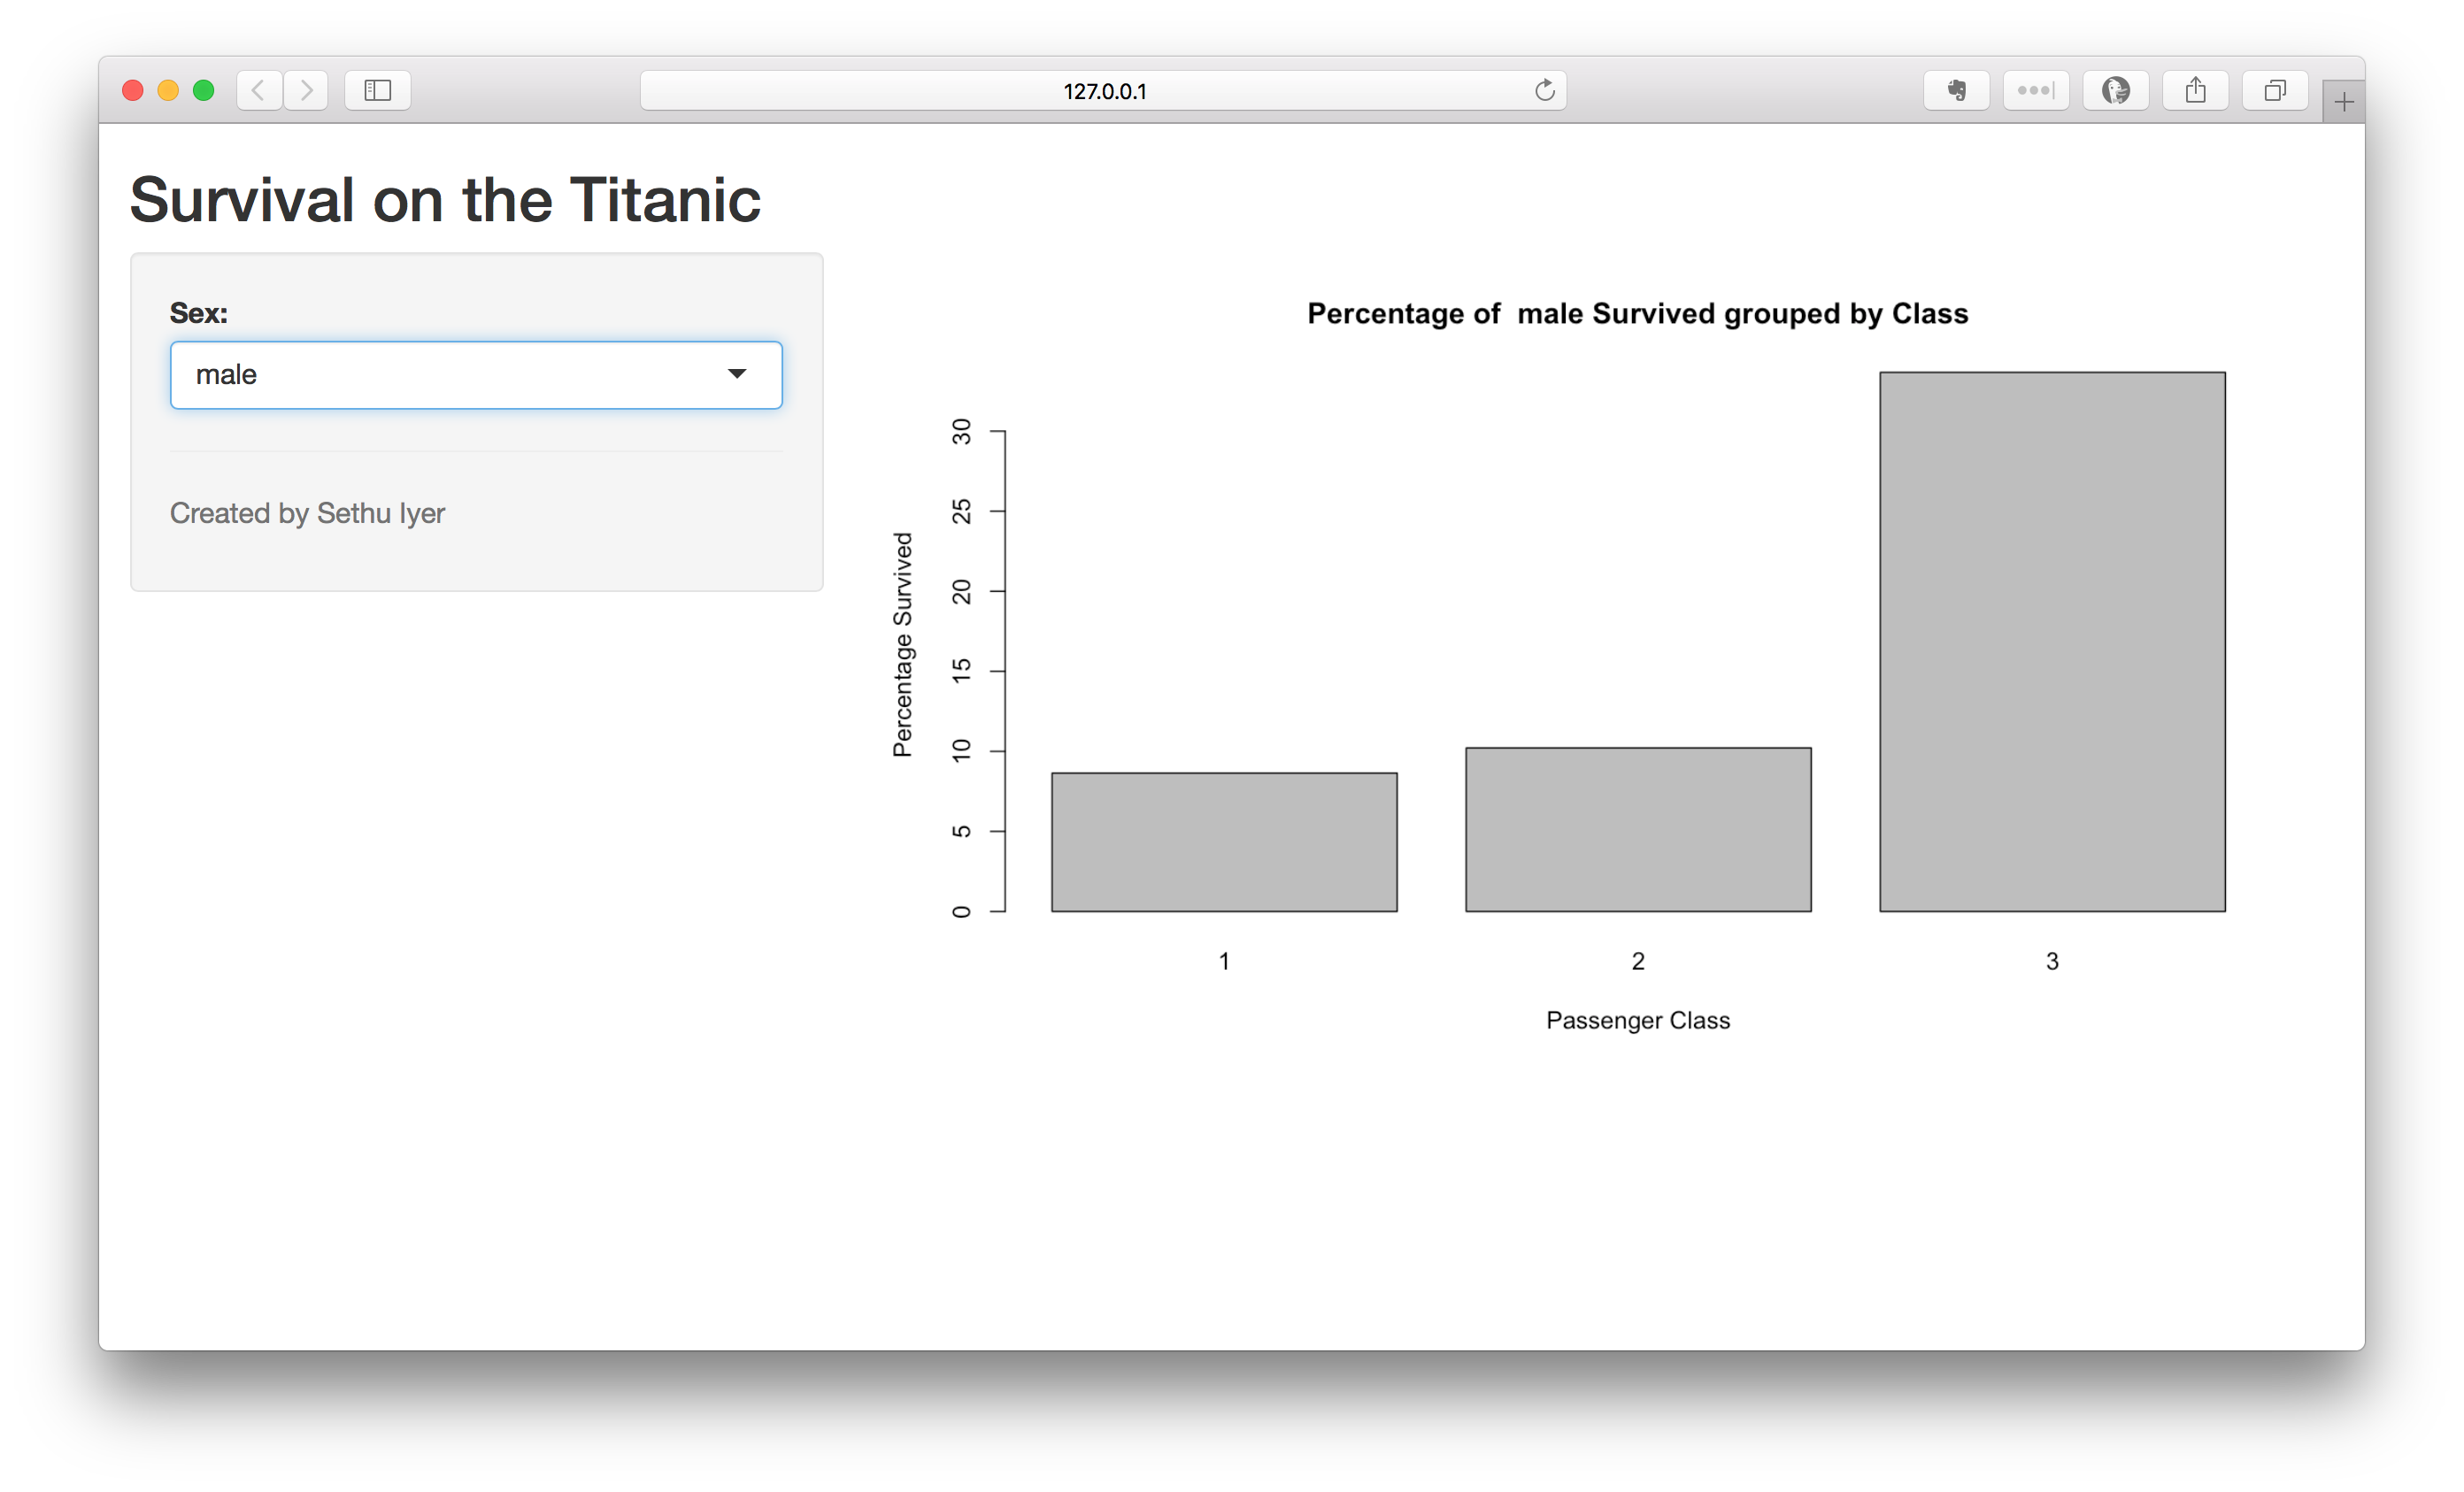 127.0.0.1
Survival on the Titanic
Sex:
male
Created by Sethu Iyer
Percentage of  male Survived grouped by Class
Percentage Survived
30
25
20
15
10
5
0
1 2 3
Passenger Class